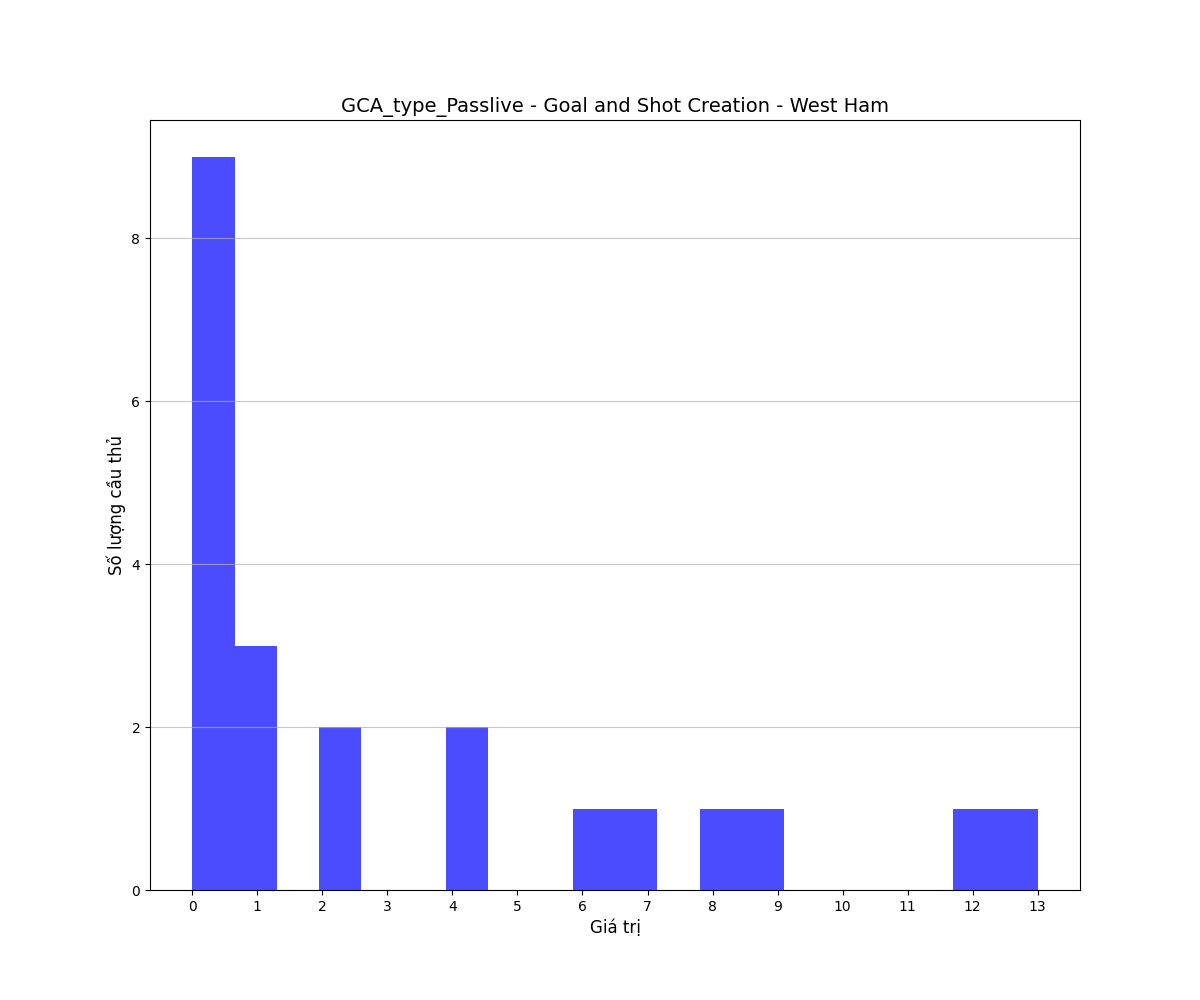 GCA_type_Passlive - Goal and Shot Creation - West Ham
Số lượng cầu thủ
8
6
4
2
0
0 1 2 3 4 5 6 7 8 9 10 11 12 13
Giá trị